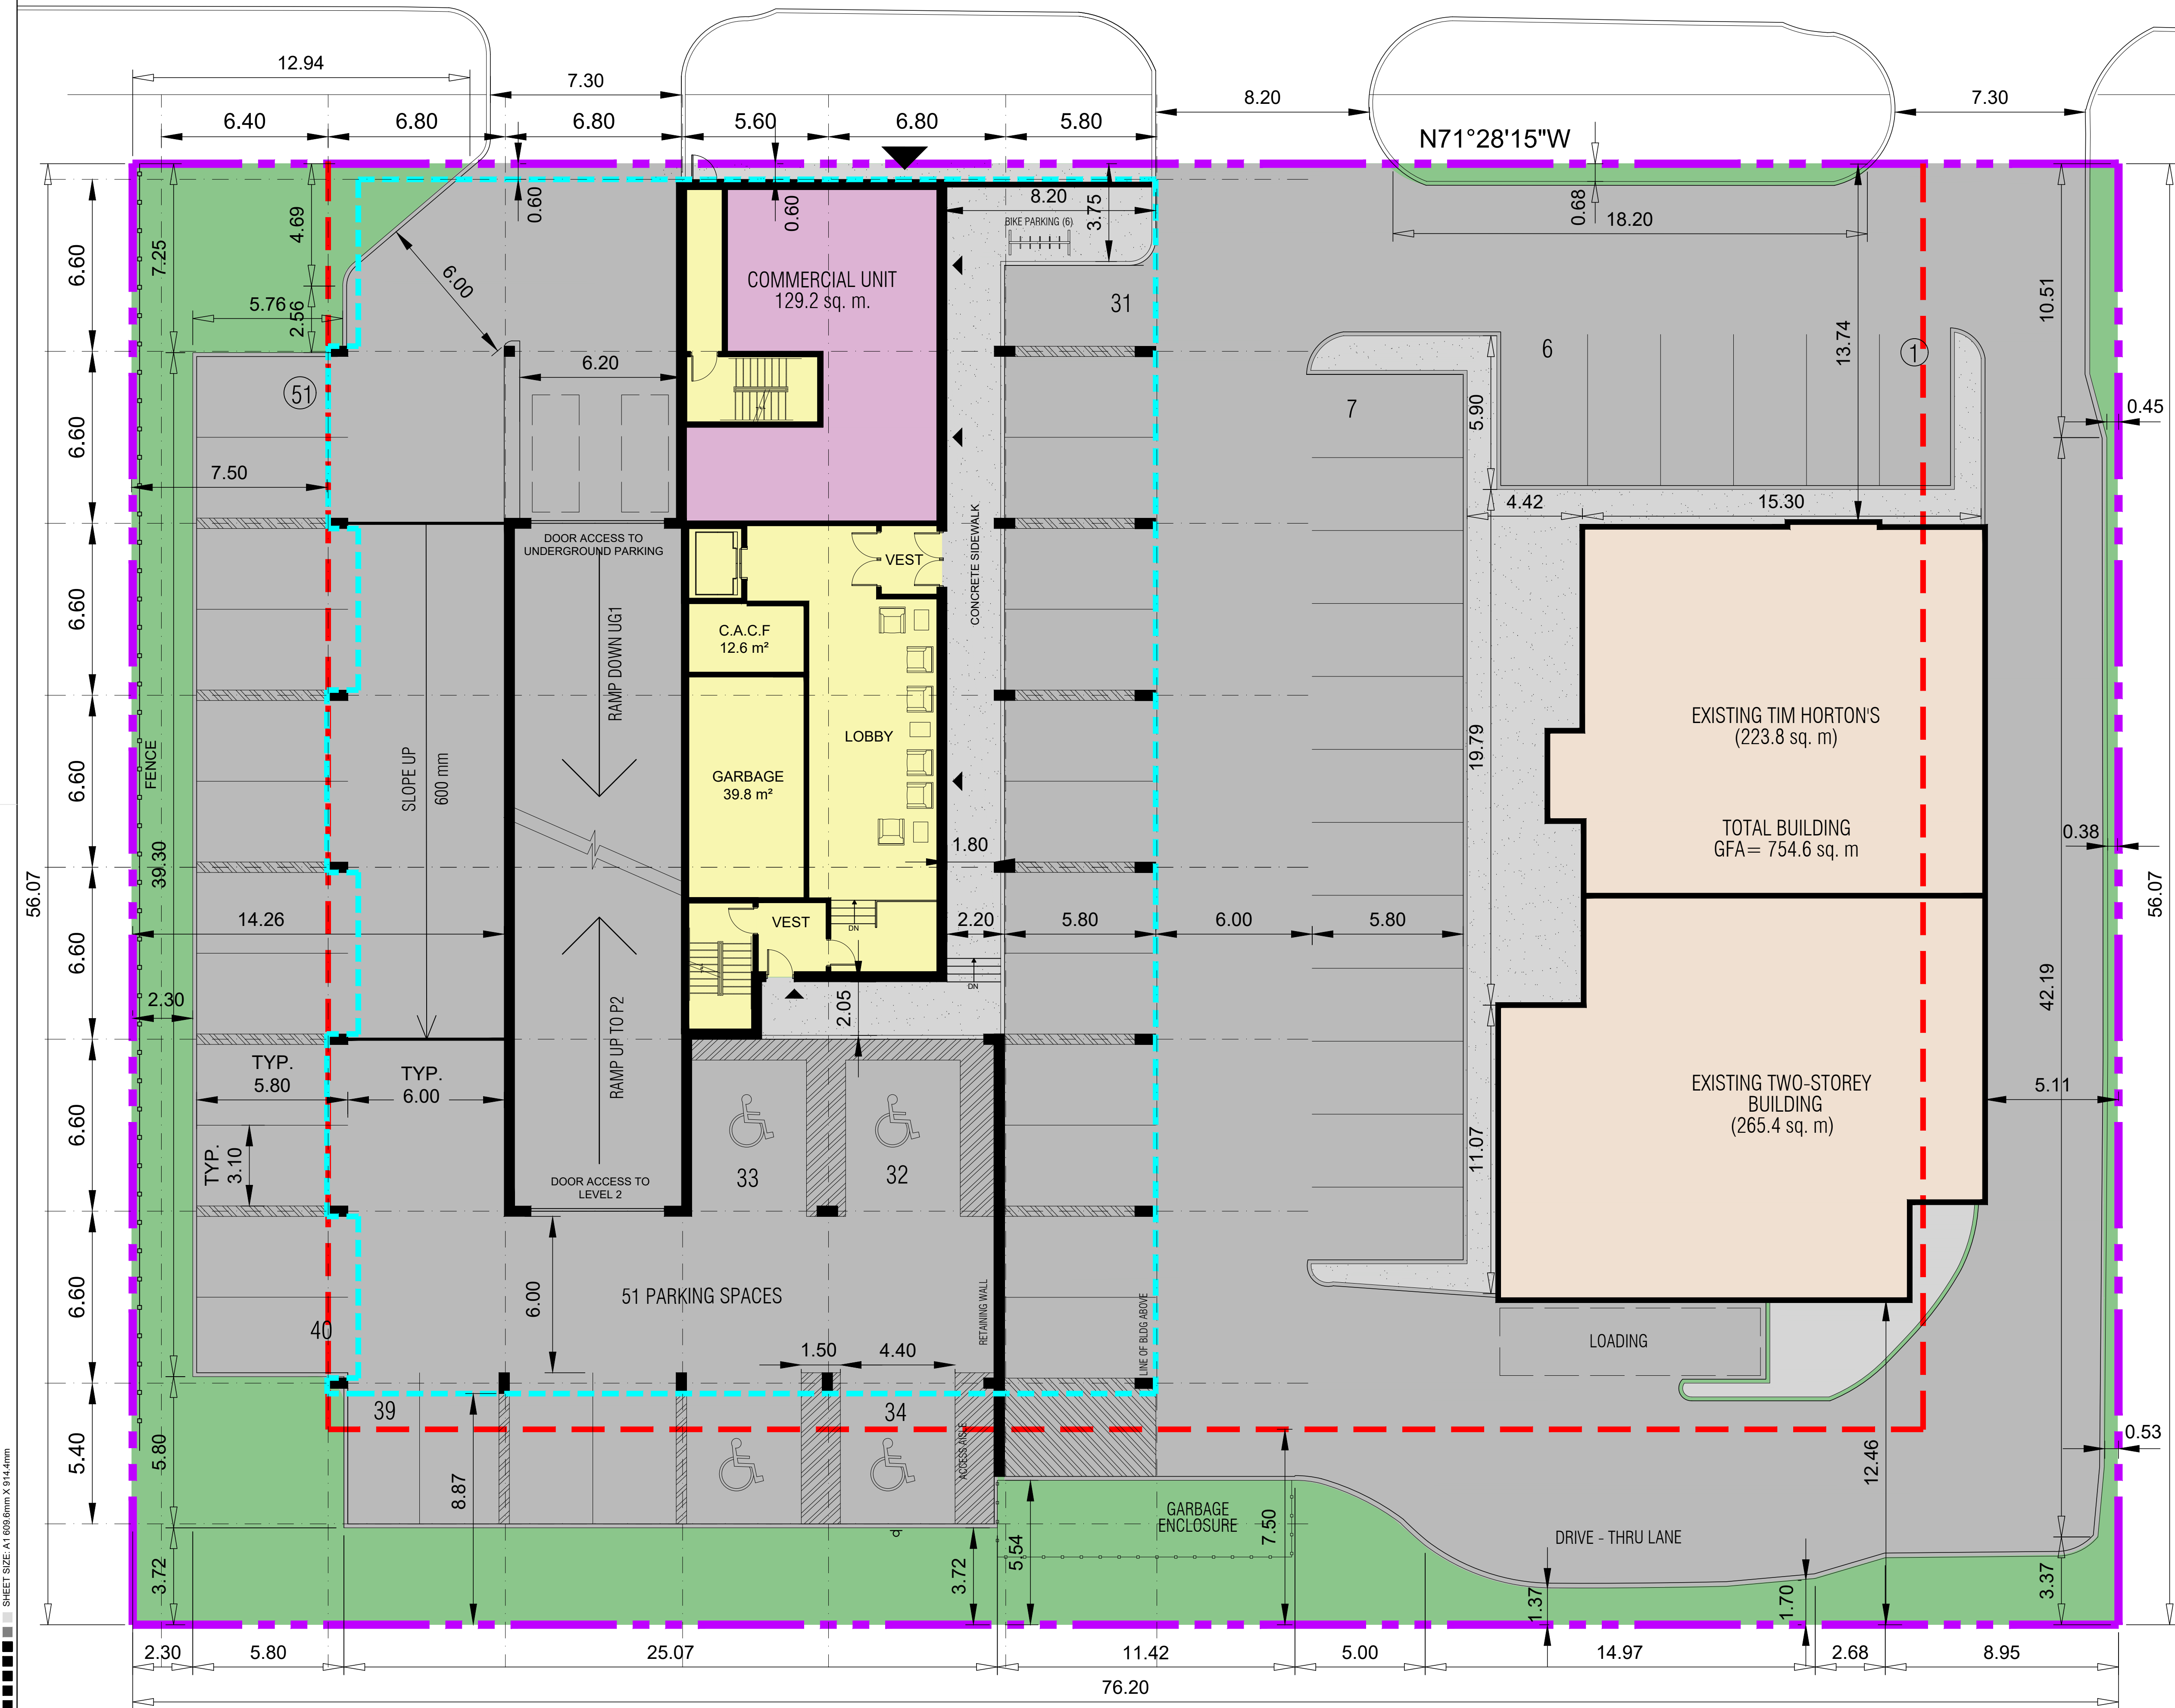 12.94
7.30
8.20
7.30
6.40
6.80
6.80
5.60
6.80
5.80
N71°28'15"W
0.60
0.60
8.20
3.75
BIKE PARKING (6)
0.68
18.20
4.69
7.25
6.60
6.00
COMMERCIAL UNIT
129.2 sq. m.
31
5.76
2.56
10.51
13.74
6
1
7
51
6.20
5.90
0.45
6.60
7.50
4.42
15.30
DOOR ACCESS TO
UNDERGROUND PARKING
VEST
CONCRETE SIDEWALK
6.60
C.A.C.F
12.6 m²
RAMP DOWN UG1
EXISTING TIM HORTON'S
(223.8 sq. m)
LOBBY
19.79
FENCE
SLOPE UP
600 mm
6.60
GARBAGE
39.8 m²
TOTAL BUILDING
GFA= 754.6 sq. m
0.38
1.80
39.30
56.07
56.07
14.26
VEST
DN
2.20
5.80
6.00
5.80
6.60
DN
2.30
2.05
42.19
RAMP UP TO P2
TYP.
5.80
TYP.
6.00
EXISTING TWO-STOREY
BUILDING
(265.4 sq. m)
5.11
6.60
TYP.
3.10
11.07
33
32
DOOR ACCESS TO
LEVEL 2
6.60
6.00
51 PARKING SPACES
RETAINING WALL
LINE OF BLDG ABOVE
40
LOADING
1.50
4.40
39
34
ACCESS AISLE
5.40
5.80
8.87
12.46
0.53
GARBAGE
ENCLOSURE
7.50
DRIVE - THRU LANE
3.72
3.72
5.54
1.37
1.70
3.37
2.30
5.80
25.07
11.42
5.00
14.97
2.68
8.95
76.20
SHEET SIZE: A1 609.6mm X 914.4mm